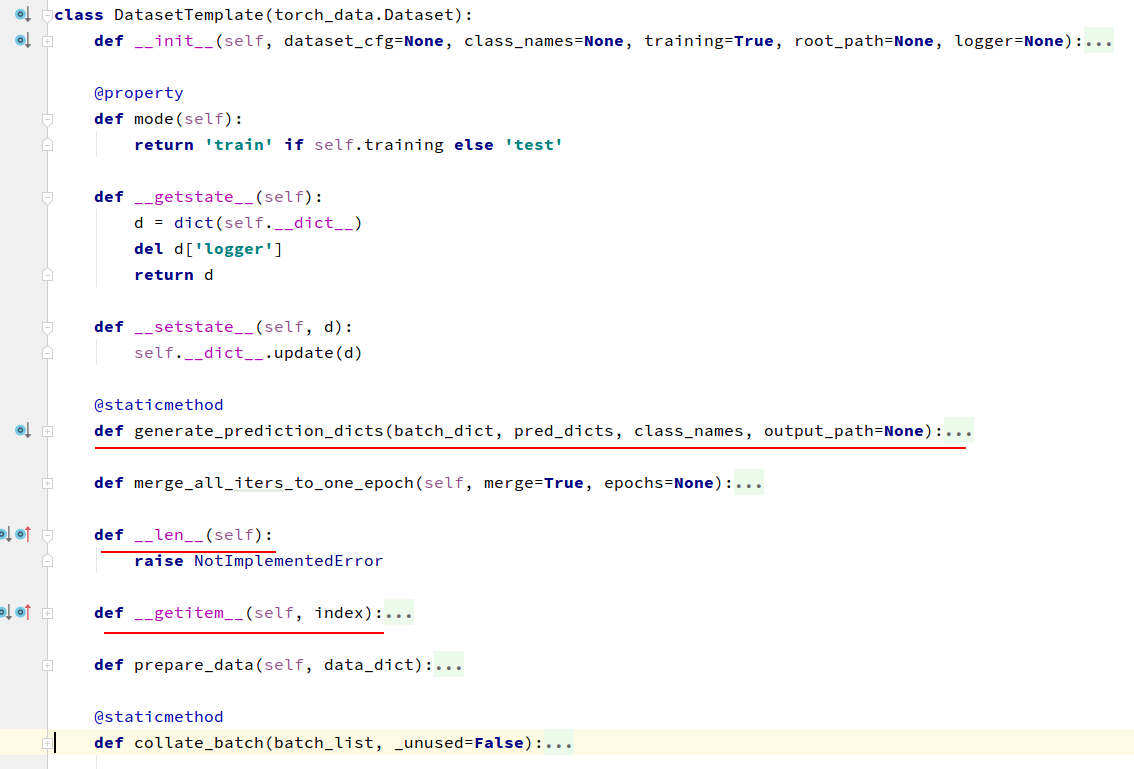 class DatasetTemplate(torch_data.Dataset):
def __init__(self, dataset_cfg=None, class_names=None, training=True, root_path=None, logger=None):...
@property
def mode(self):
return 'train' if self.training else 'test'
def __getstate__(self):
d = dict(self.__dict__)
del d['logger']
return d
def __setstate__(self, d):
self.__dict__.update(d)
@staticmethod
def generate_prediction_dicts(batch_dict, pred_dicts, class_names, output_path=None):...
def merge_all_iters_to_one_epoch(self, merge=True, epochs=None):...
def __len__(self):
raise NotImplementedError
def __getitem__(self, index):...
def prepare_data(self, data_dict):...
@staticmethod
def collate_batch(batch_list, _unused=False):...